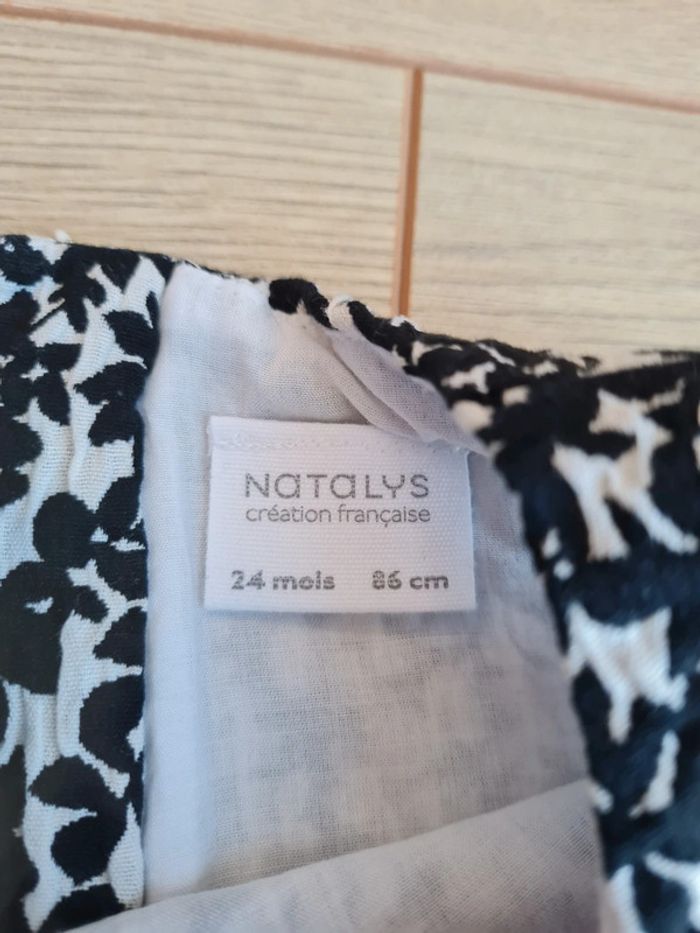 NATALYS
création française
24 mois 86 cm